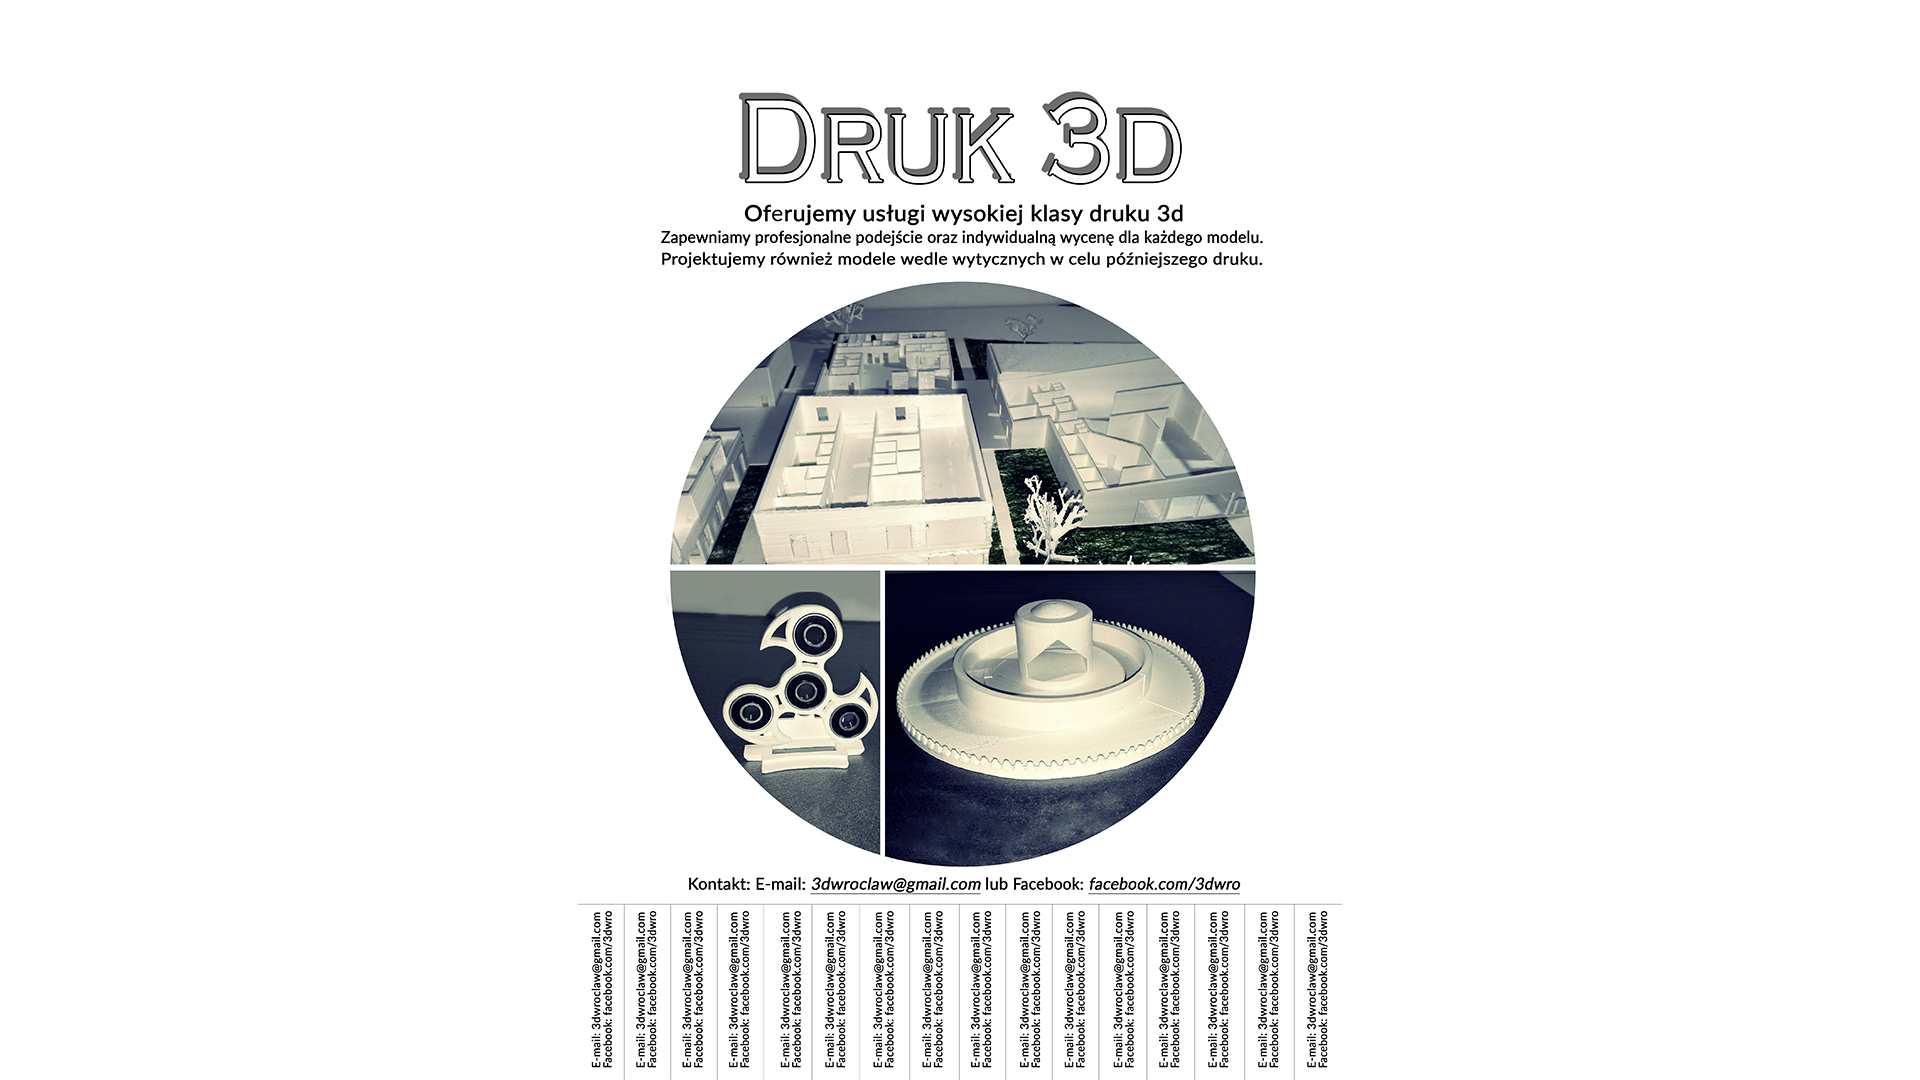 DRUK 3D
Oferujemy usługi wysokiej klasy druku 3d
Zapewniamy profesjonalne podejście oraz indywidualną wycenę dla każdego modelu.
Projektujemy również modele wedle wytycznych w celu późniejszego druku.
Kontakt: E-mail: 3dwroclaw@gmail.com lub Facebook: facebook.com/3dwro
E-mail: 3dwroclaw@gmail.com
Facebook: facebook.com/3dwro
E-mail: 3dwroclaw@gmail.com
Facebook: facebook.com/3dwro
E-mail: 3dwroclaw@gmail.com
Facebook: facebook.com/3dwro
E-mail: 3dwroclaw@gmail.com
Facebook: facebook.com/3dwro
E-mail: 3dwroclaw@gmail.com
Facebook: facebook.com/3dwro
E-mail: 3dwroclaw@gmail.com
Facebook: facebook.com/3dwro
E-mail: 3dwroclaw@gmail.com
Facebook: facebook.com/3dwro
E-mail: 3dwroclaw@gmail.com
Facebook: facebook.com/3dwro
E-mail: 3dwroclaw@gmail.com
Facebook: facebook.com/3dwro
E-mail: 3dwroclaw@gmail.com
Facebook: facebook.com/3dwro
E-mail: 3dwroclaw@gmail.com
Facebook: facebook.com/3dwro
E-mail: 3dwroclaw@gmail.com
Facebook: facebook.com/3dwro
E-mail: 3dwroclaw@gmail.com
Facebook: facebook.com/3dwro
E-mail: 3dwroclaw@gmail.com
Facebook: facebook.com/3dwro
E-mail: 3dwroclaw@gmail.com
Facebook: facebook.com/3dwro
E-mail: 3dwroclaw@gmail.com
Facebook: facebook.com/3dwro